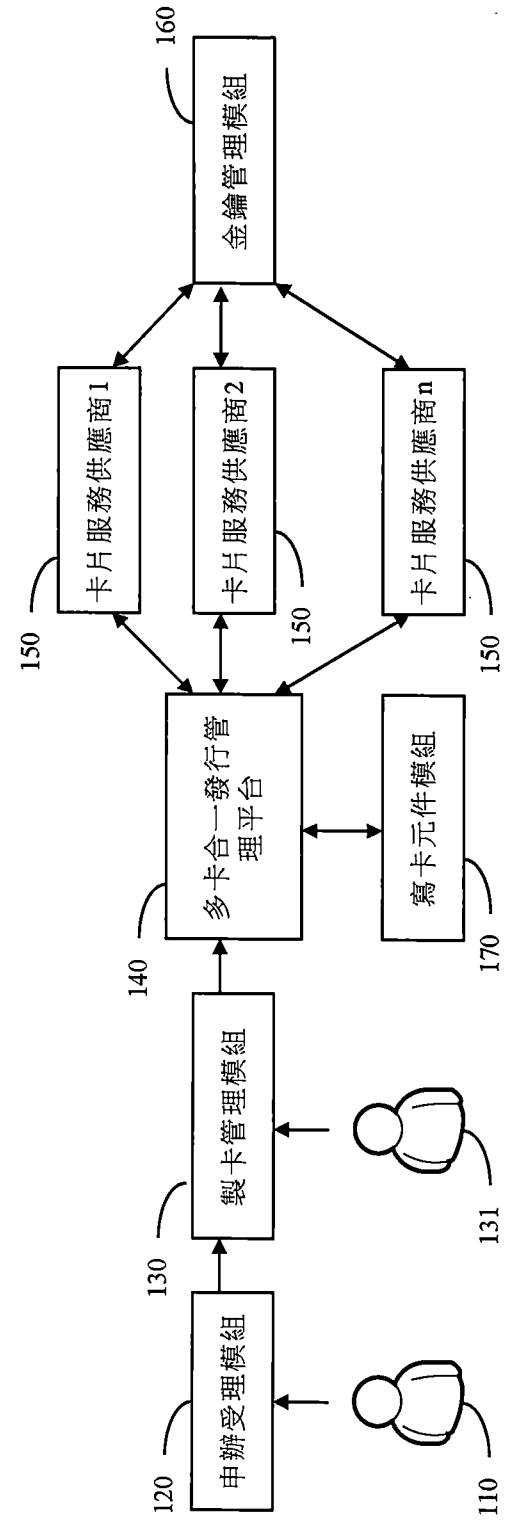 160
金鑰管理模組
卡片服務供應商1
卡片服務供應商2
卡片服務供應商n
150
150
150
多卡合一發行管
理平台
140
寫卡元件模組
170
製卡管理模組
130
131
申辦受理模組
120
110